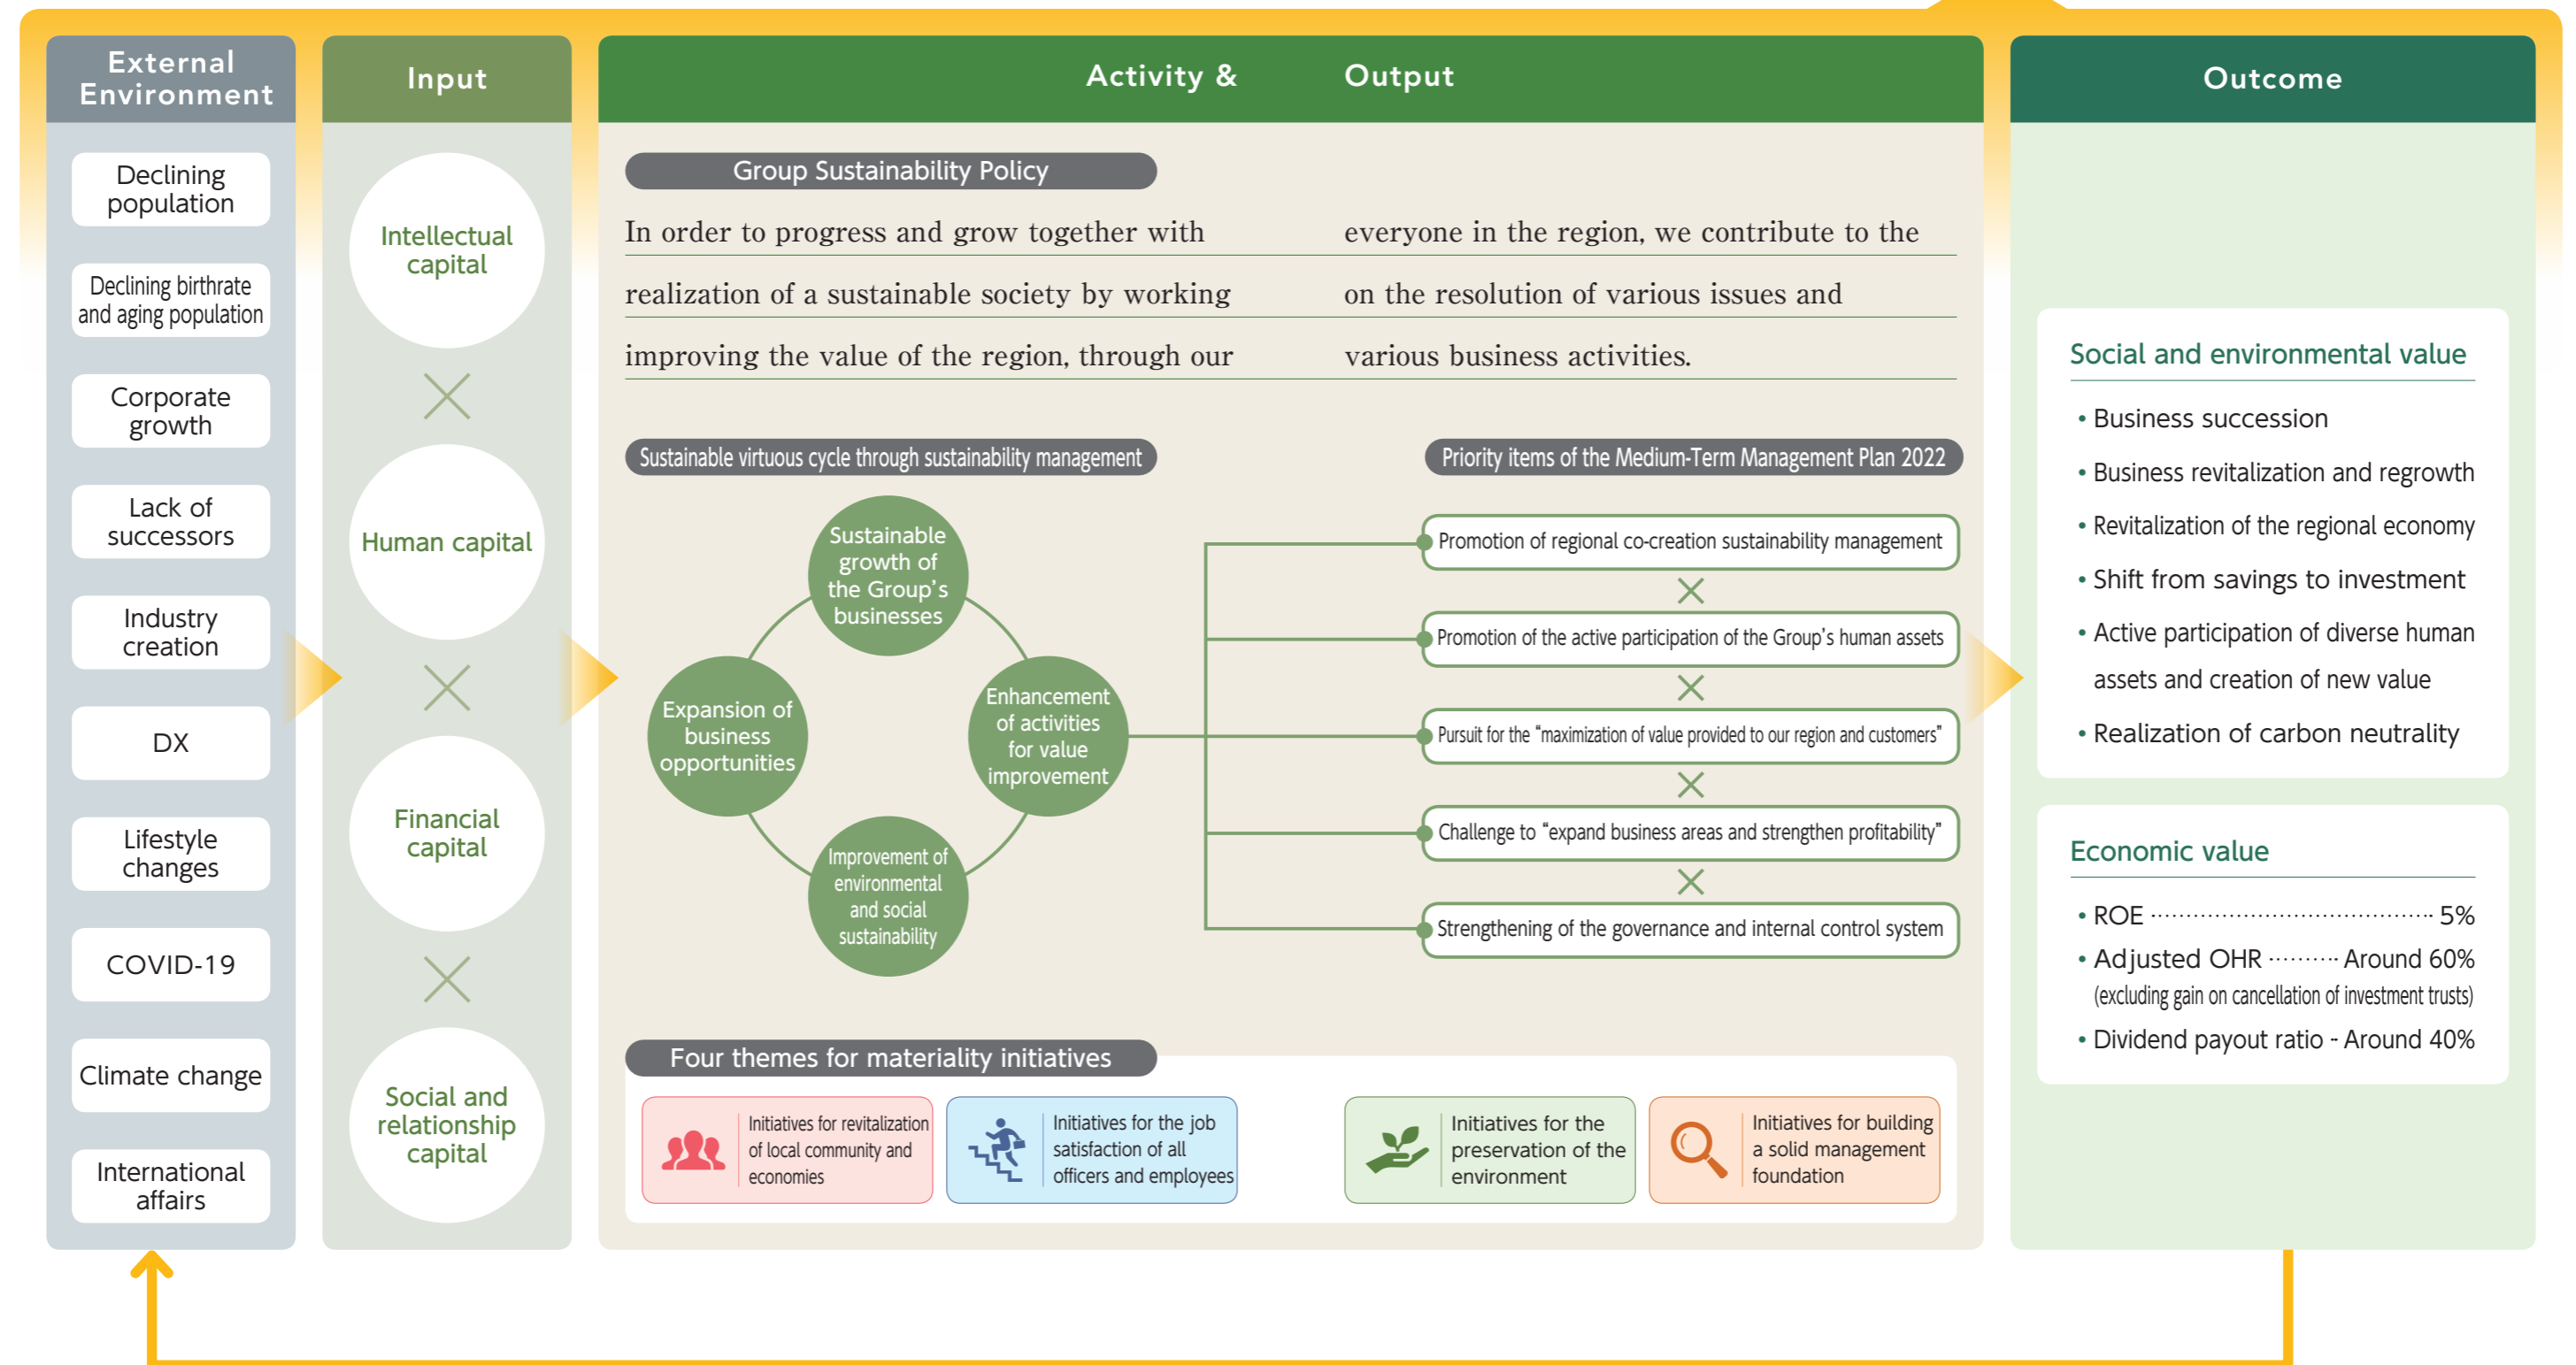 External
Environment
Declining
population
Declining birthrate
and aging population
Corporate
growth
Lack of
successors
Industry
creation
DX
Lifestyle
changes
COVID-19
Climate change
International
affairs
Input
Intellectual
capital
×
Human capital
×
Financial
capital
×
Social and
relationship
capital
Activity & Output
Group Sustainability Policy
In order to progress and grow together with everyone in the region, we contribute to the
realization of a sustainable society by working on the resolution of various issues and
improving the value of the region, through our various business activities.
Sustainable virtuous cycle through sustainability management
Sustainable
growth of
the Group's
businesses
Expansion of
business
opportunities
Enhancement
of activities
for value
improvement
Improvement of
environmental
and social
sustainability
Priority items of the Medium-Term Management Plan 2022
Promotion of regional co-creation sustainability management
×
Promotion of the active participation of the Group's human assets
×
Pursuit for the “maximization of value provided to our region and customers”
×
Challenge to “expand business areas and strengthen profitability”
×
Strengthening of the governance and internal control system
Four themes for materiality initiatives
Initiatives for revitalization
of local community and
economies
Initiatives for the job
satisfaction of all
officers and employees
Initiatives for the
preservation of the
environment
Initiatives for building
a solid management
foundation
Outcome
Social and environmental value
• Business succession
• Business revitalization and regrowth
• Revitalization of the regional economy
• Shift from savings to investment
• Active participation of diverse human
assets and creation of new value
• Realization of carbon neutrality
Economic value
• ROE ········ 5%
• Adjusted OHR ········ Around 60%
(excluding gain on cancellation of investment trusts)
• Dividend payout ratio ·· Around 40%